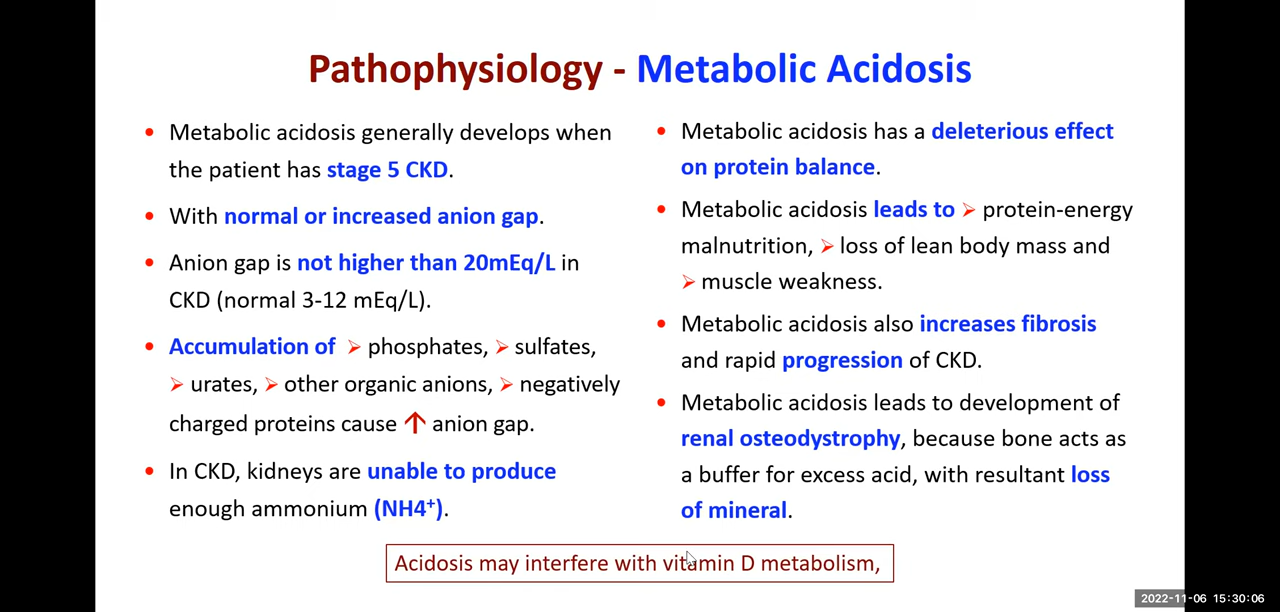 Pathophysiology - Metabolic Acidosis
• Metabolic acidosis generally develops when
the patient has stage 5 CKD.
• With normal or increased anion gap.
• Anion gap is not higher than 20mEq/L in
CKD (normal 3-12 mEq/L).
• Accumulation of ➢ phosphates, ➢ sulfates,
➢ urates, ➢ other organic anions, ➢ negatively
charged proteins cause ↑ anion gap.
• In CKD, kidneys are unable to produce
enough ammonium (NH4⁺).
• Metabolic acidosis has a deleterious effect
on protein balance.
• Metabolic acidosis leads to ➢ protein-energy
malnutrition, ➢ loss of lean body mass and
➢ muscle weakness.
• Metabolic acidosis also increases fibrosis
and rapid progression of CKD.
• Metabolic acidosis leads to development of
renal osteodystrophy, because bone acts as
a buffer for excess acid, with resultant loss
of mineral.
Acidosis may interfere with vitamin D metabolism,
2022-11-06 15:30:06